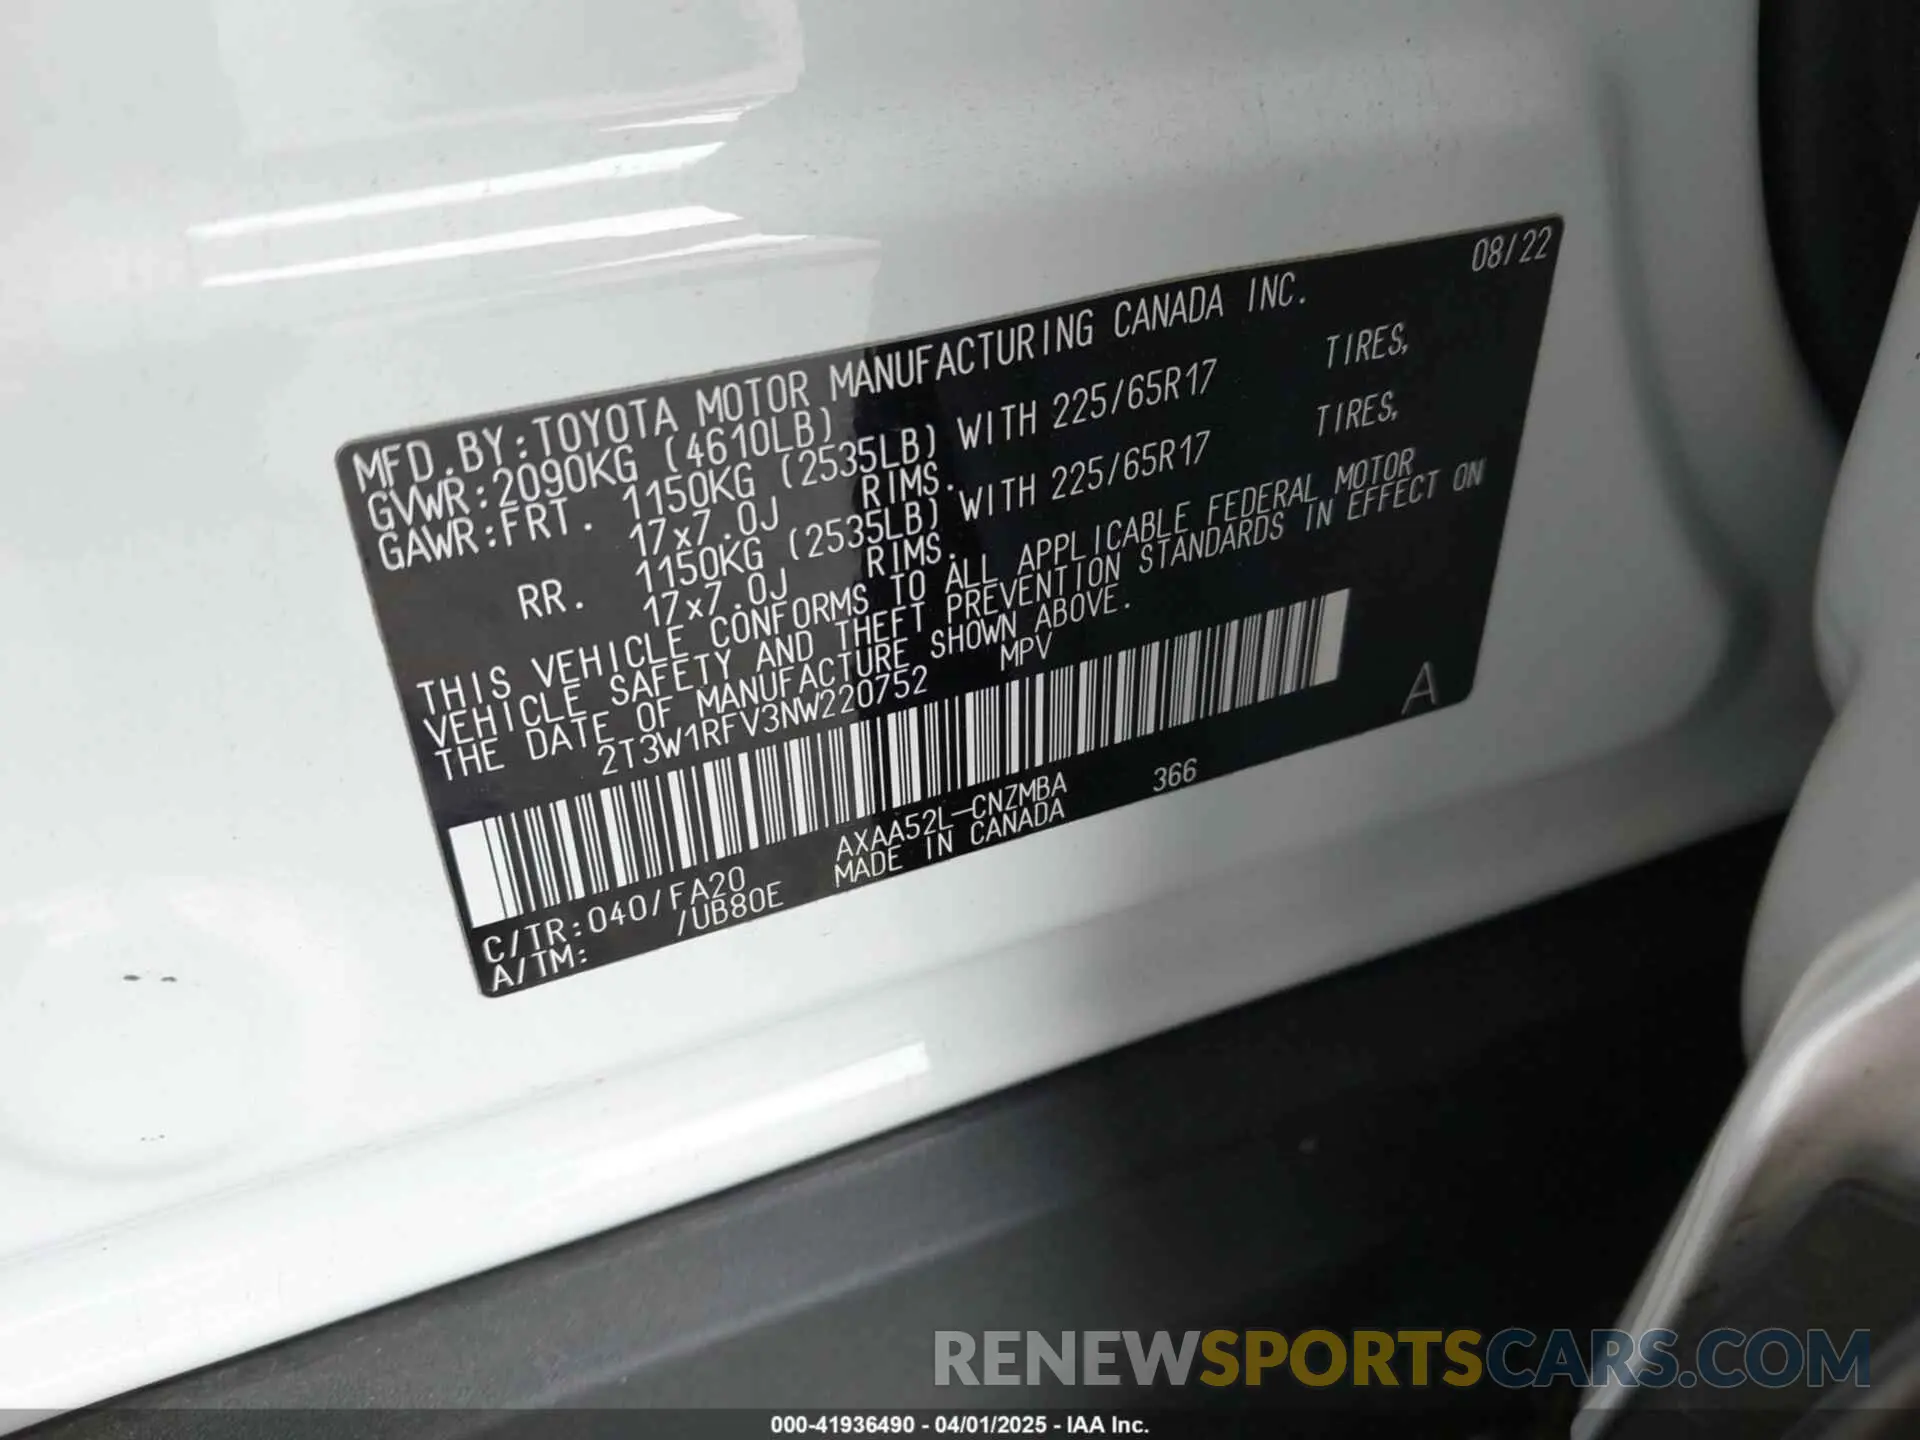 08/22
MFD.BY:TOYOTA MOTOR MANUFACTURING CANADA INC.
GVWR:2090KG (4610LB)
GAWR:FRT. 1150KG (2535LB) WITH 225/65R17 TIRES,
17x7.0J RIMS.
RR. 1150KG (2535LB) WITH 225/65R17 TIRES,
17x7.0J RIMS.
THIS VEHICLE CONFORMS TO ALL APPLICABLE FEDERAL MOTOR
VEHICLE SAFETY AND THEFT PREVENTION STANDARDS IN EFFECT ON
THE DATE OF MANUFACTURE SHOWN ABOVE.
2T3W1RFV3NW220752 MPV
A
C/TR:040/FA20 AXAA52L-CNZMBA 366
A/TM: /UB80E MADE IN CANADA
RENEWSPORTSCARS.COM
000-41936490 - 04/01/2025 - IAA Inc.